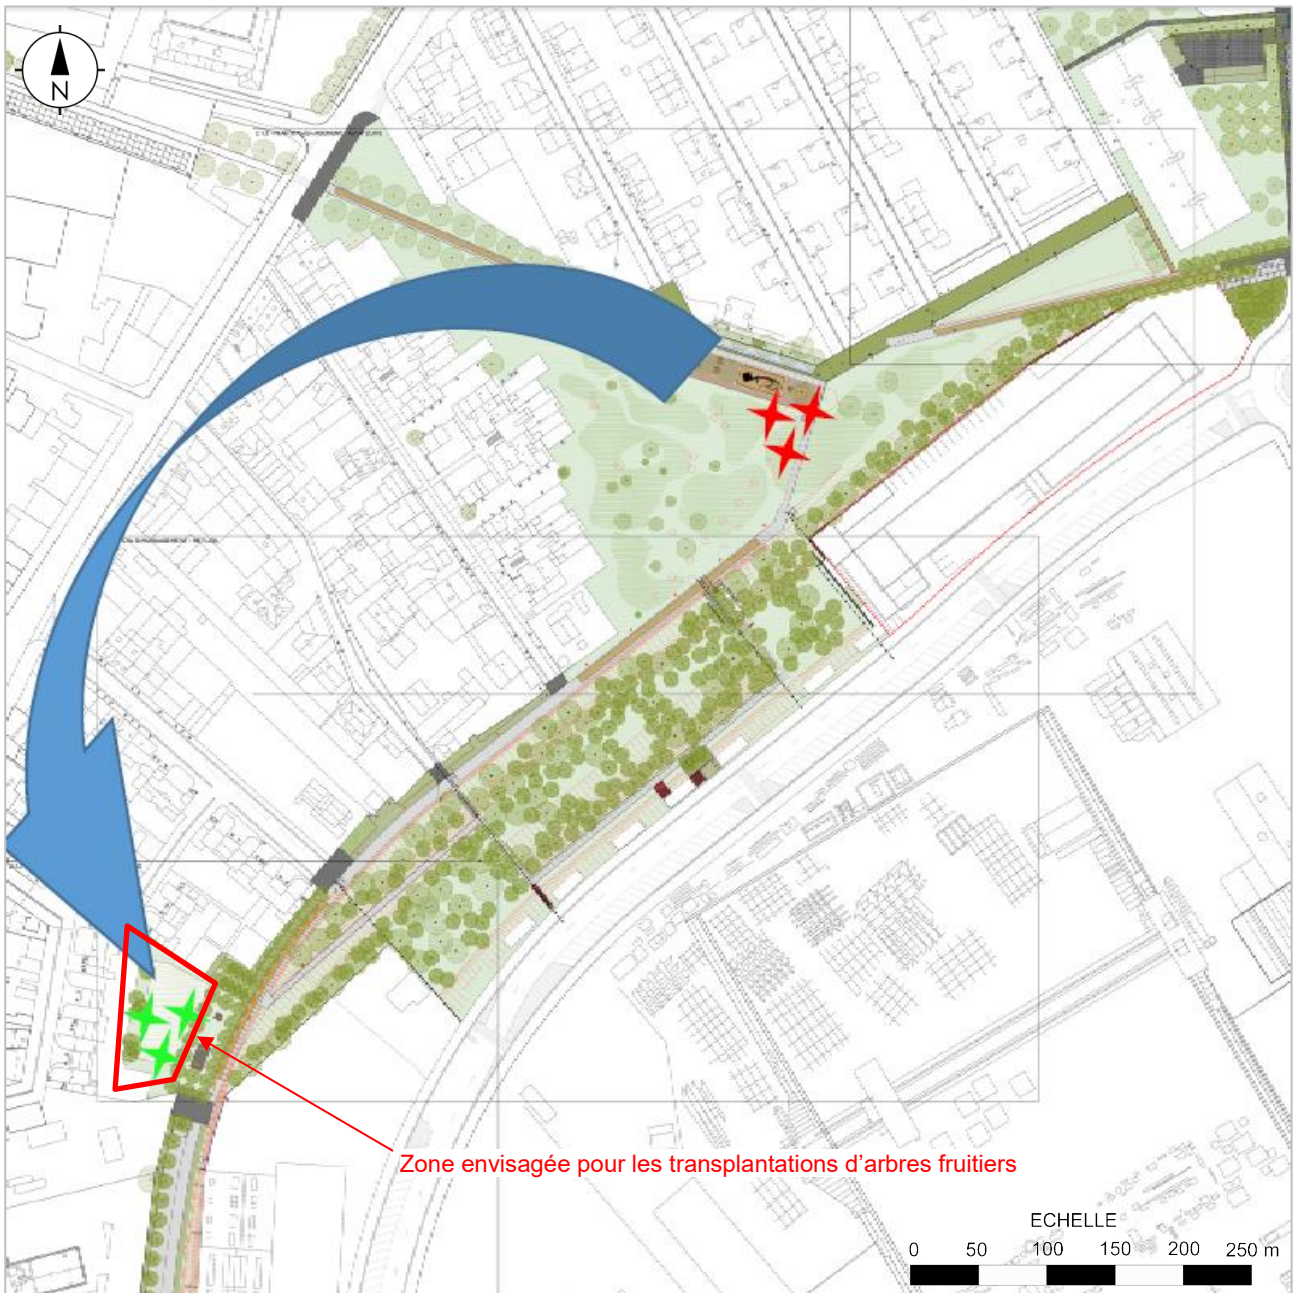 N
Zone envisagée pour les transplantations d'arbres fruitiers
ECHELLE
0 50 100 150 200 250 m